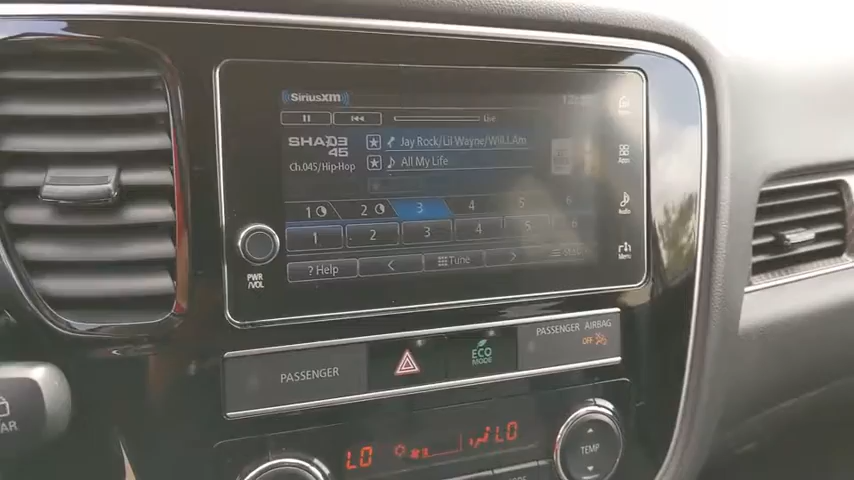 SiriusXM
Live
SHADE 45
Jay Rock/Lil Wayne/Will.I.Am
All My Life
Ch.045/Hip-Hop
1 2 3 4 5 6
1 2 3 4 5 6
? Help < Tune >
Apps
Audio
Menu
PWR
/VOL
PASSENGER
ECO
MODE
PASSENGER AIRBAG
OFF
LO
LO
TEMP